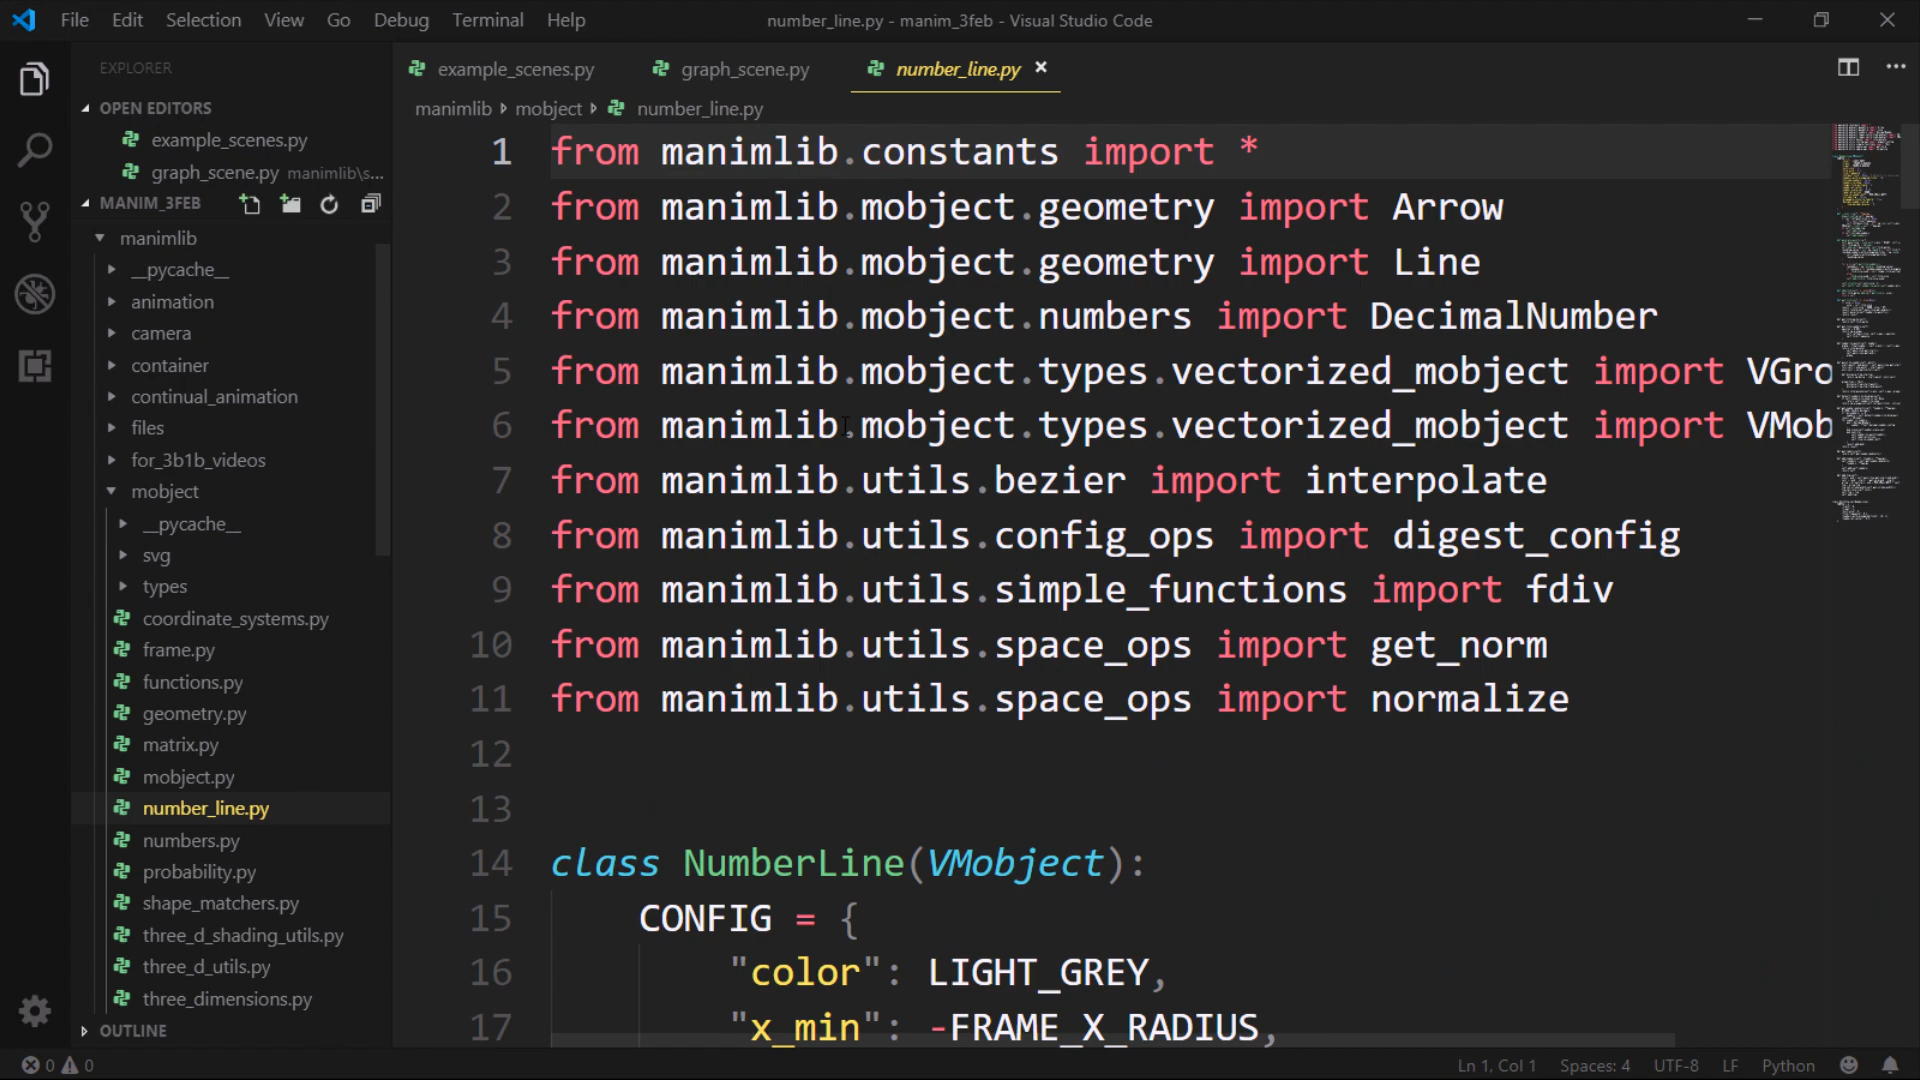 File Edit Selection View Go Debug Terminal Help number_line.py - manim_3feb - Visual Studio Code
EXPLORER
OPEN EDITORS
example_scenes.py
graph_scene.py manimlib\s...
MANIM_3FEB
manimlib
__pycache__
animation
camera
container
continual_animation
files
for_3b1b_videos
mobject
__pycache__
svg
types
coordinate_systems.py
frame.py
functions.py
geometry.py
matrix.py
mobject.py
number_line.py
numbers.py
probability.py
shape_matchers.py
three_d_shading_utils.py
three_d_utils.py
three_dimensions.py
OUTLINE
example_scenes.py graph_scene.py number_line.py
manimlib mobject number_line.py
1 from manimlib.constants import *
2 from manimlib.mobject.geometry import Arrow
3 from manimlib.mobject.geometry import Line
4 from manimlib.mobject.numbers import DecimalNumber
5 from manimlib.mobject.types.vectorized_mobject import VGro
6 from manimlib.mobject.types.vectorized_mobject import VMob
7 from manimlib.utils.bezier import interpolate
8 from manimlib.utils.config_ops import digest_config
9 from manimlib.utils.simple_functions import fdiv
10 from manimlib.utils.space_ops import get_norm
11 from manimlib.utils.space_ops import normalize
12
13
14 class NumberLine(VMobject):
15 CONFIG = {
16 "color": LIGHT_GREY,
17 "x_min": -FRAME_X_RADIUS,
0 0 Ln 1, Col 1 Spaces: 4 UTF-8 LF Python